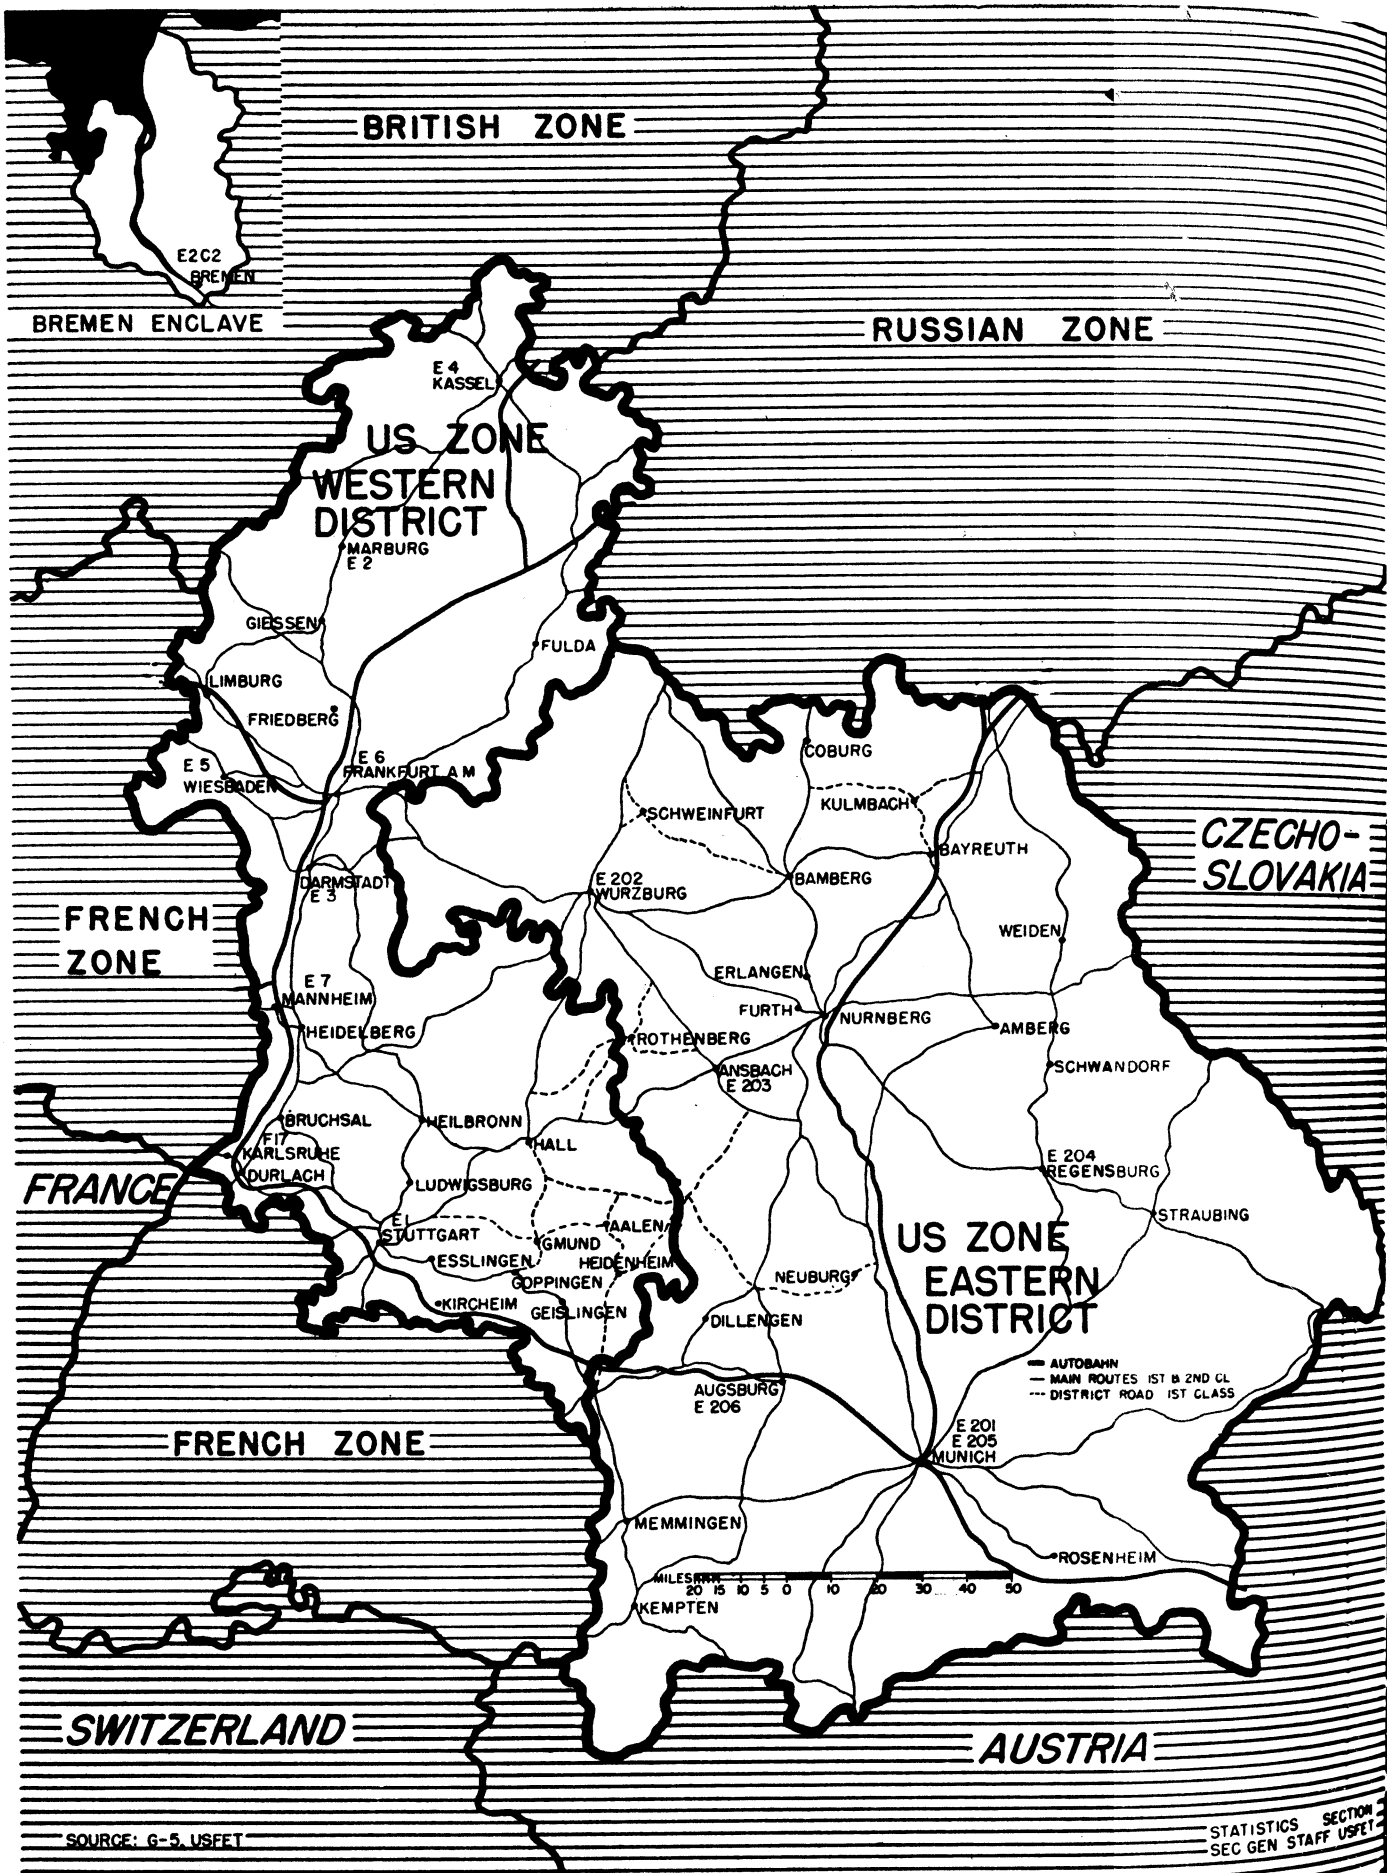 BRITISH ZONE
E2C2
BREMEN
BREMEN ENCLAVE
RUSSIAN ZONE
E 4
KASSEL
US ZONE
WESTERN
DISTRICT
MARBURG
E 2
GIESSEN
FULDA
LIMBURG
FRIEDBERG
COBURG
E 6
FRANKFURT A M
E 5
WIESBADEN
KULMBACH
SCHWEINFURT
CZECHO-
SLOVAKIA
BAYREUTH
DARMSTADT
E 3
E 202
WURZBURG
BAMBERG
FRENCH
ZONE
WEIDEN
ERLANGEN
E 7
MANNHEIM
FURTH
NURNBERG
HEIDELBERG
AMBERG
ROTHENBERG
ANSBACH
E 203
SCHWANDORF
BRUCHSAL
HEILBRONN
F17
KARLSRUHE
HALL
DURLACH
E 204
REGENSBURG
FRANCE
LUDWIGSBURG
STRAUBING
E 1
STUTTGART
AALEN
GMUND
US ZONE
EASTERN
DISTRICT
ESSLINGEN
HEIDENHEIM
GOPPINGEN
NEUBURG
KIRCHEIM
GEISLINGEN
DILLENGEN
AUTOBAHN
MAIN ROUTES 1ST & 2ND CL
DISTRICT ROAD 1ST CLASS
AUGSBURG
E 206
FRENCH ZONE
E 201
E 205
MUNICH
MEMMINGEN
ROSENHEIM
MILES
20 15 10 5 0 10 20 30 40 50
KEMPTEN
SWITZERLAND
AUSTRIA
SOURCE: G-5, USFET
STATISTICS SECTION
SEC GEN STAFF USFET